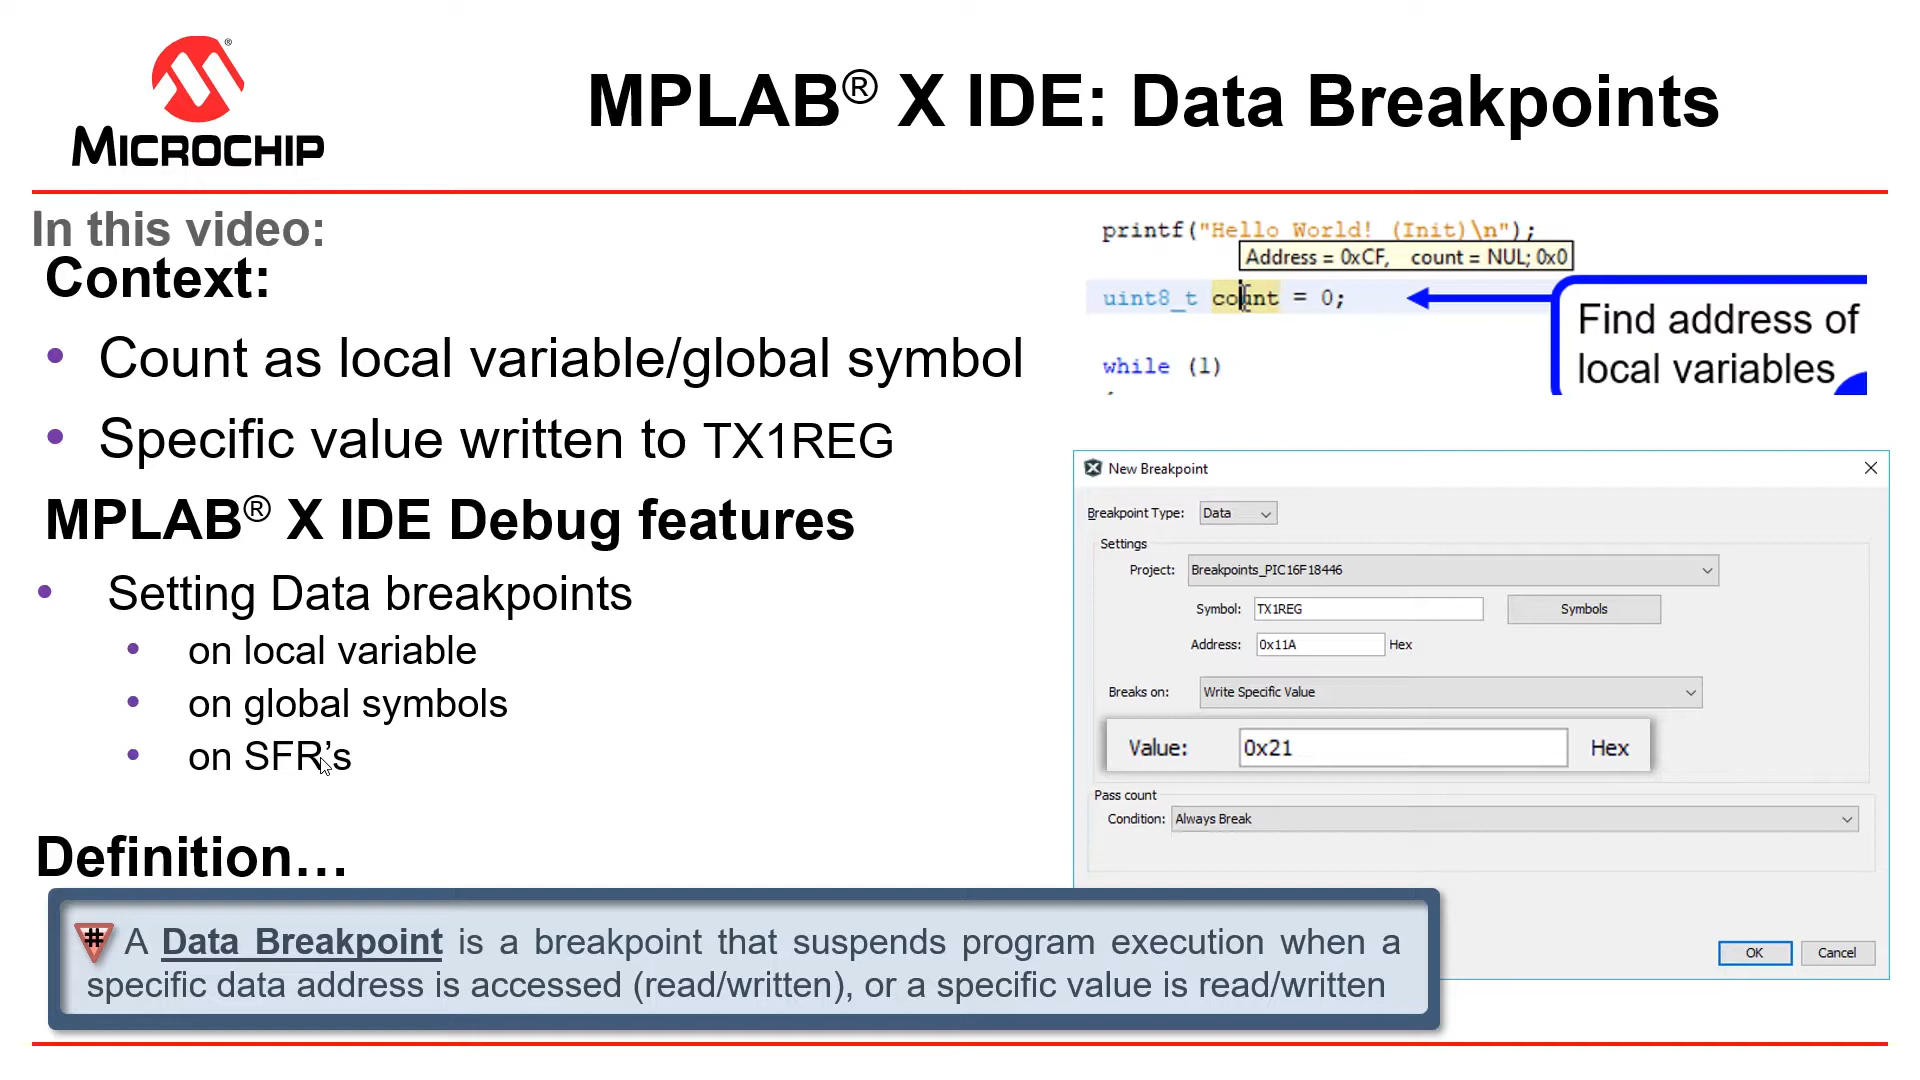 MICROCHIP
MPLAB® X IDE: Data Breakpoints
In this video:
Context:
• Count as local variable/global symbol
• Specific value written to TX1REG
MPLAB® X IDE Debug features
• Setting Data breakpoints
• on local variable
• on global symbols
• on SFR's
Definition…
# A Data Breakpoint is a breakpoint that suspends program execution when a
specific data address is accessed (read/written), or a specific value is read/written
printf("Hello World! (Init)\n");
Address = 0xCF, count = NUL; 0x0
uint8_t count = 0;
while (1)
Find address of
local variables
New Breakpoint
Breakpoint Type: Data
Settings
Project: Breakpoints_PIC16F18446
Symbol: TX1REG Symbols
Address: 0x11A Hex
Breaks on: Write Specific Value
Value: 0x21 Hex
Pass count
Condition: Always Break
OK Cancel